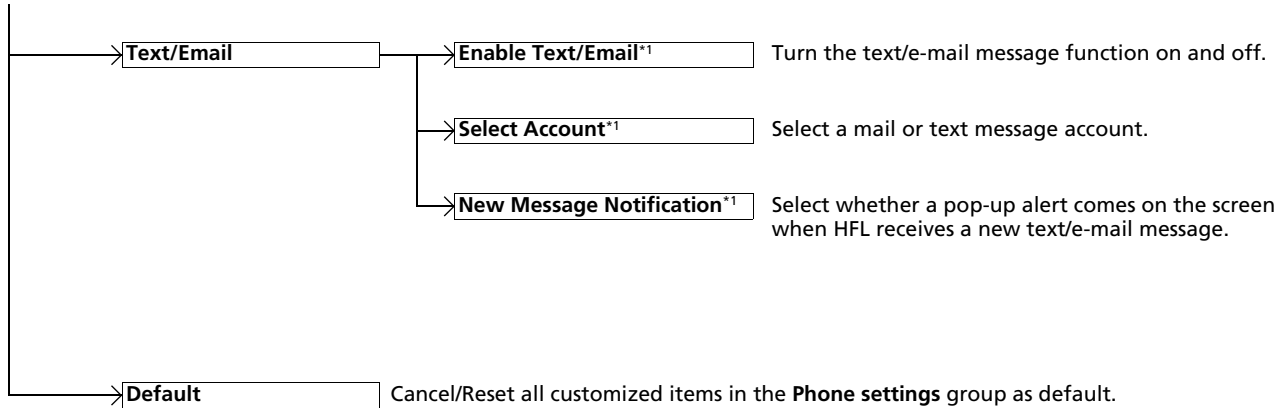 Text/Email
Enable Text/Email*1
Turn the text/e-mail message function on and off.
Select Account*1
Select a mail or text message account.
New Message Notification*1
Select whether a pop-up alert comes on the screen
when HFL receives a new text/e-mail message.
Default
Cancel/Reset all customized items in the Phone settings group as default.